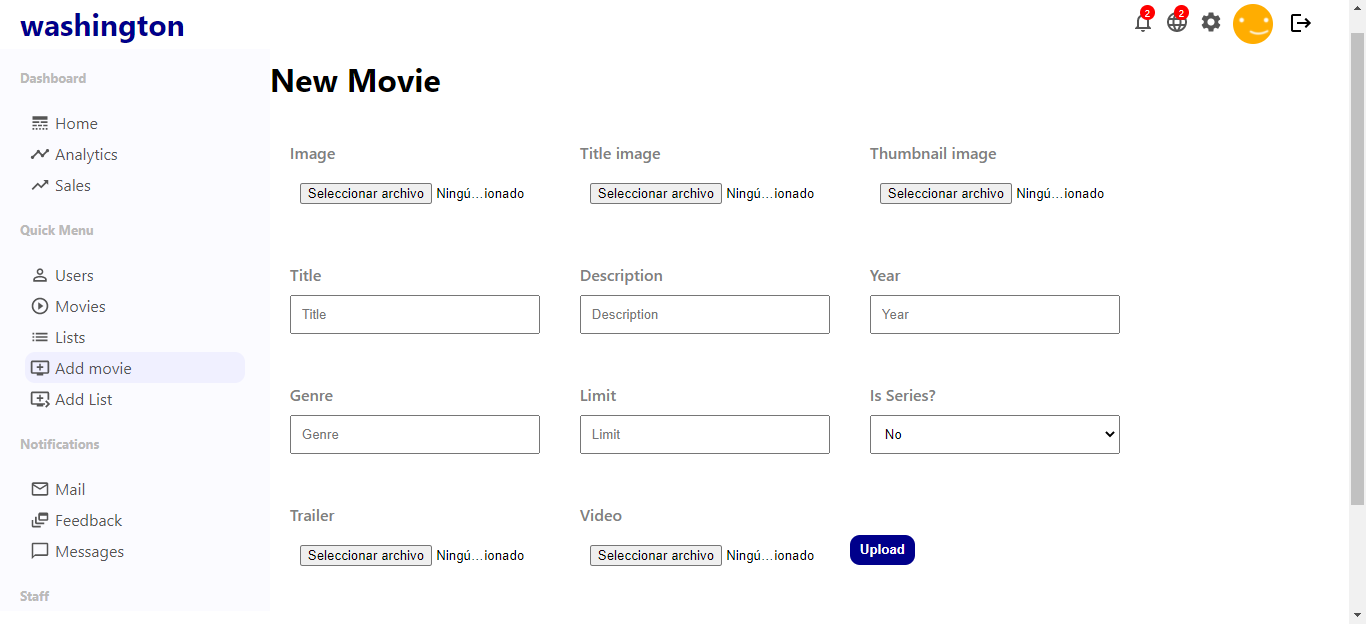 washington
2
2
Dashboard
Home
Analytics
Sales
Quick Menu
Users
Movies
Lists
Add movie
Add List
Notifications
Mail
Feedback
Messages
Staff
New Movie
Image Title image Thumbnail image
Seleccionar archivo Ningú...ionado Seleccionar archivo Ningú...ionado Seleccionar archivo Ningú...ionado
Title Description Year
Title Description Year
Genre Limit Is Series?
Genre Limit No
Trailer Video
Seleccionar archivo Ningú...ionado Seleccionar archivo Ningú...ionado Upload